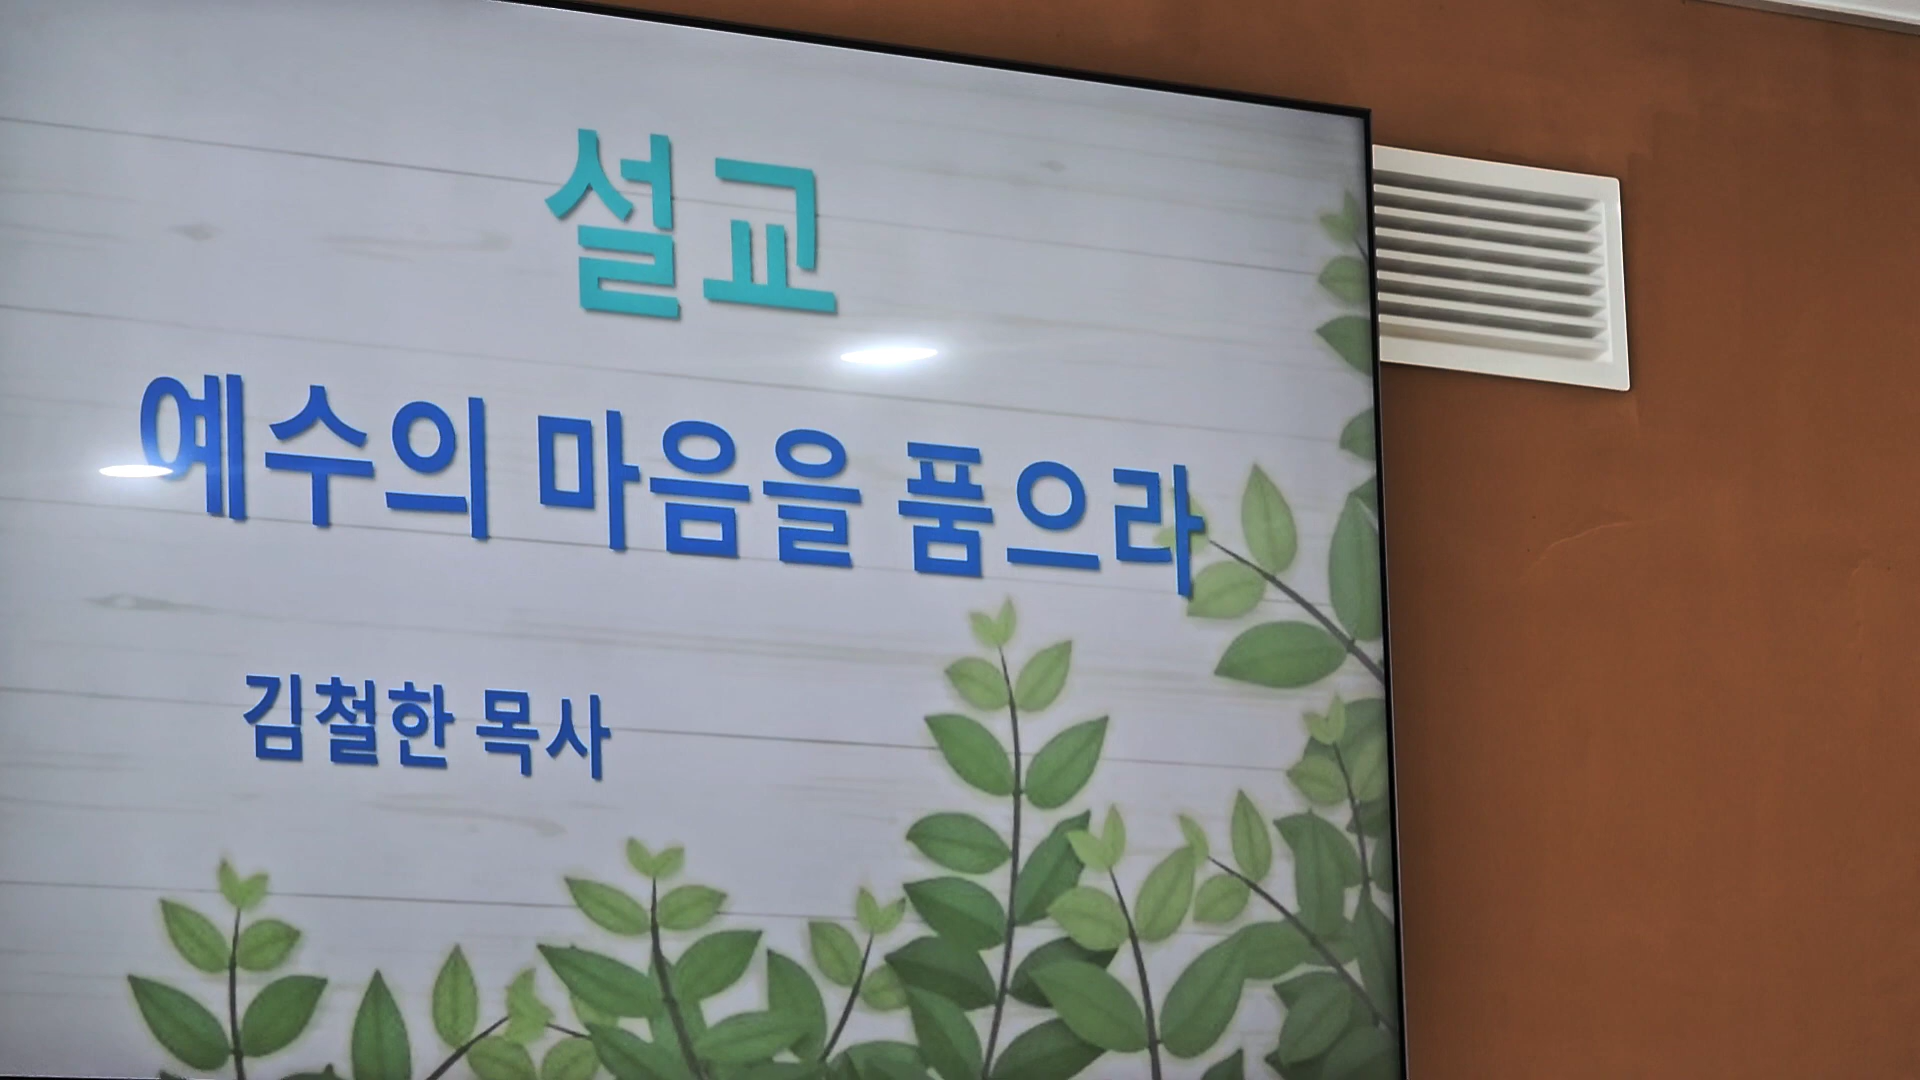 설교
예수의 마음을 품으라
김철한 목사